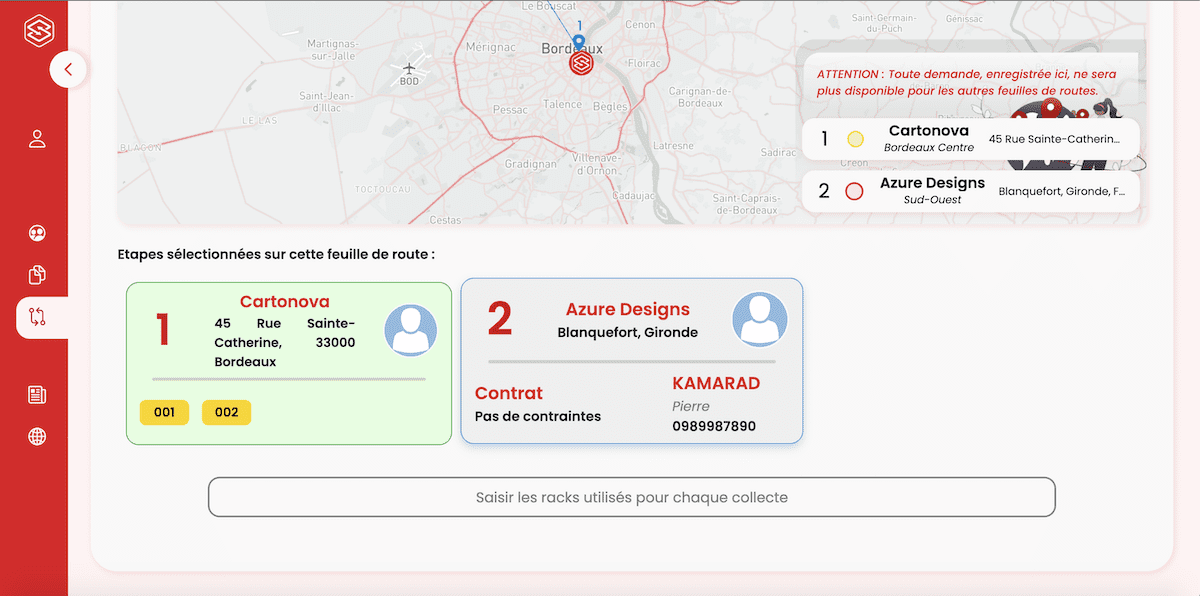 Le Bouscat
Cenon
Saint-Germain-
du-Puch
Génissac
Martignas-
sur-Jalle
Mérignac
1
Bordeaux
Floirac
BOD
ATTENTION : Toute demande, enregistrée ici, ne sera
plus disponible pour les autres feuilles de routes.
Saint-Jean-
d'Illac
Pessac
Talence
Bègles
Carignan-de-
Bordeaux
LE LAS
BLAGON
Latresne
Sadirac
Créon
1
Cartonova
Bordeaux Centre
45 Rue Sainte-Catherin...
Gradignan
Villenave-
d'Ornon
TOCTOUCAU
Cadaujac
Saint-Caprais-
de-Bordeaux
Cestas
2
Azure Designs
Sud-Ouest
Blanquefort, Gironde, F...
Etapes sélectionnées sur cette feuille de route :
1
Cartonova
45 Rue Sainte-
Catherine, 33000
Bordeaux
001 002
2
Azure Designs
Blanquefort, Gironde
Contrat
Pas de contraintes
KAMARAD
Pierre
0989987890
Saisir les racks utilisés pour chaque collecte